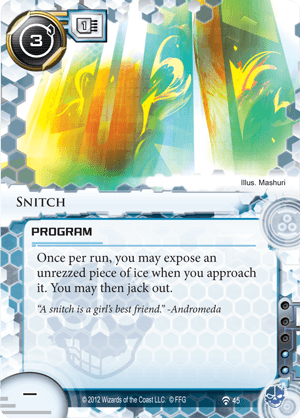 3
Illus. Mashuri
SNITCH
PROGRAM
Once per run, you may expose an
unrezzed piece of ice when you approach
it. You may then jack out.
“A snitch is a girl’s best friend.” -Andromeda
–
© 2012 Wizards of the Coast LLC. © FFG
45